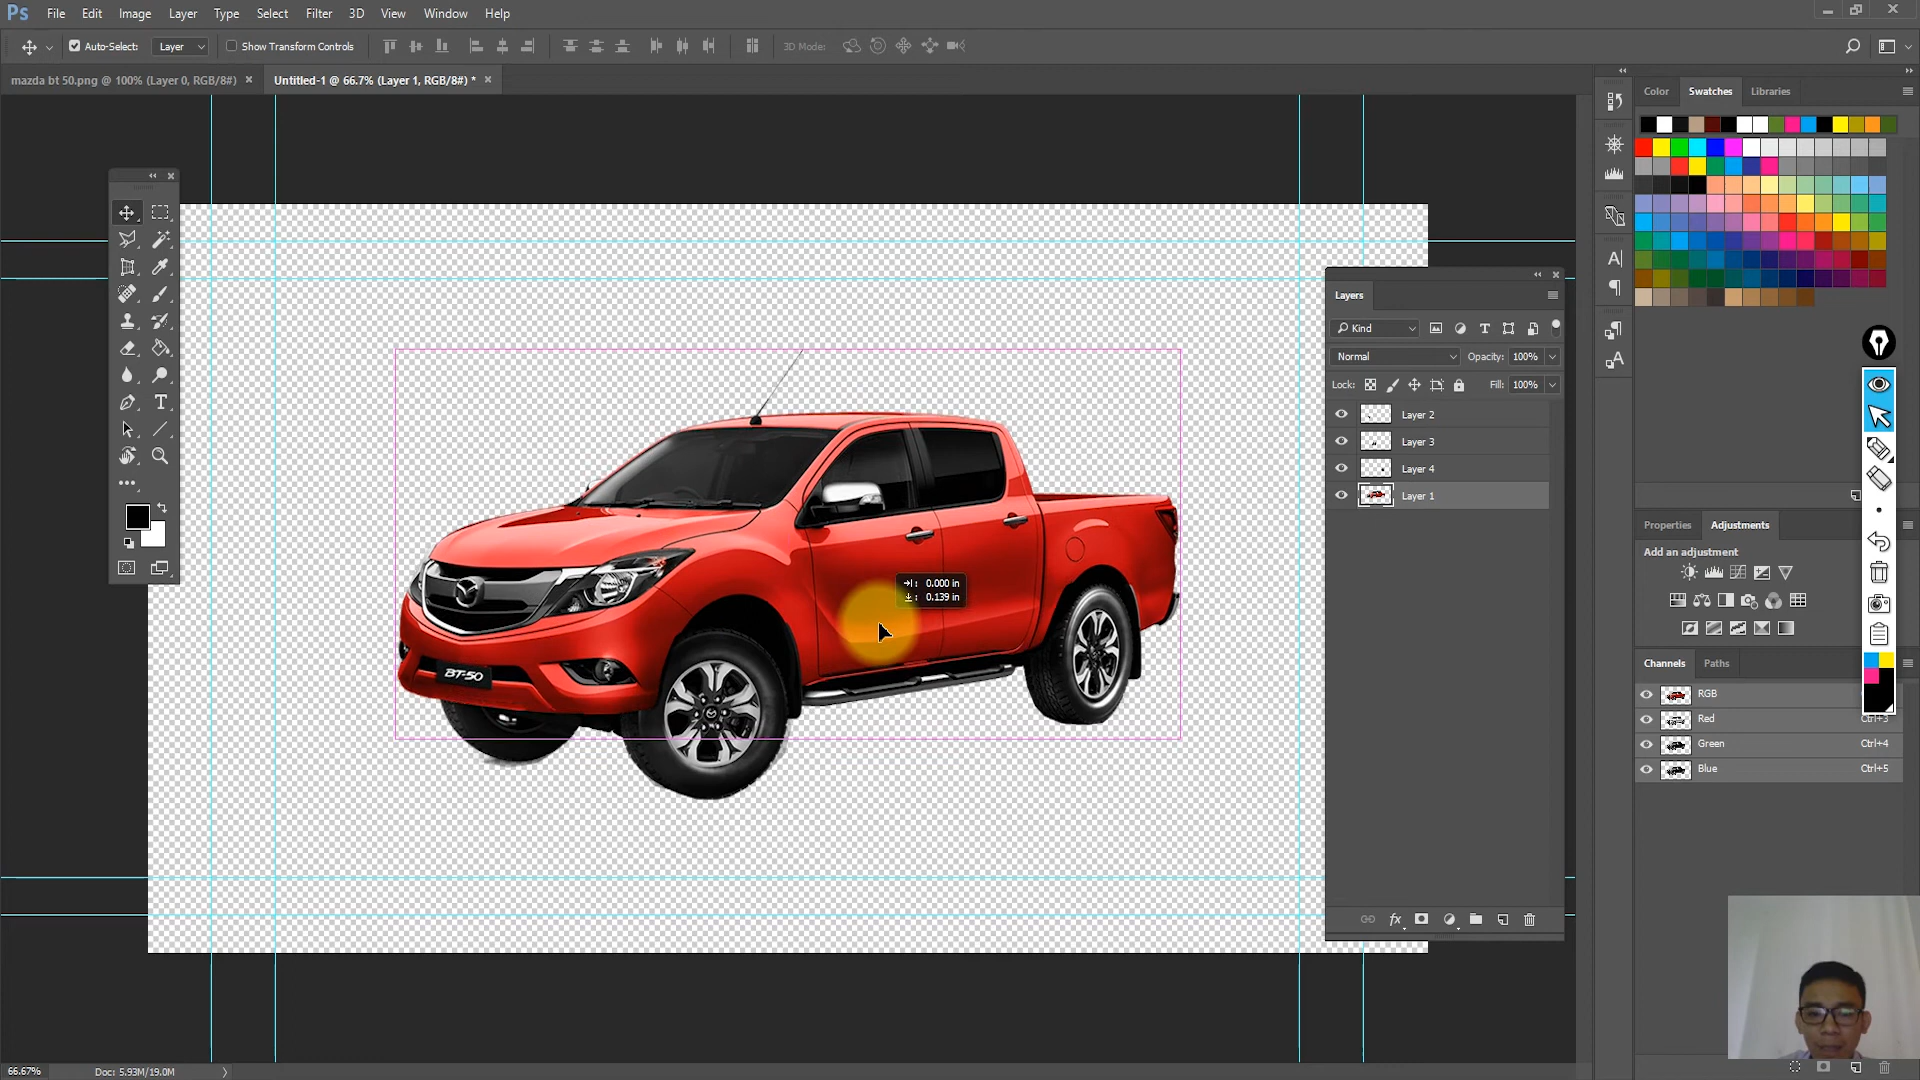 Ps File Edit Image Layer Type Select Filter 3D View Window Help
Auto-Select: Layer Show Transform Controls 3D Mode:
mazda bt 50.png @ 100% (Layer 0, RGB/8#) × Untitled-1 @ 66.7% (Layer 1, RGB/8#) * ×
Color Swatches Libraries
Layers
Kind
Normal Opacity: 100%
Lock: Fill: 100%
Layer 2
Layer 3
Layer 4
Layer 1
0.000 in
0.139 in
BT-50
Properties Adjustments
Add an adjustment
Channels Paths
RGB
Red Ctrl+3
Green Ctrl+4
Blue Ctrl+5
66.67% Doc: 5.93M/19.0M